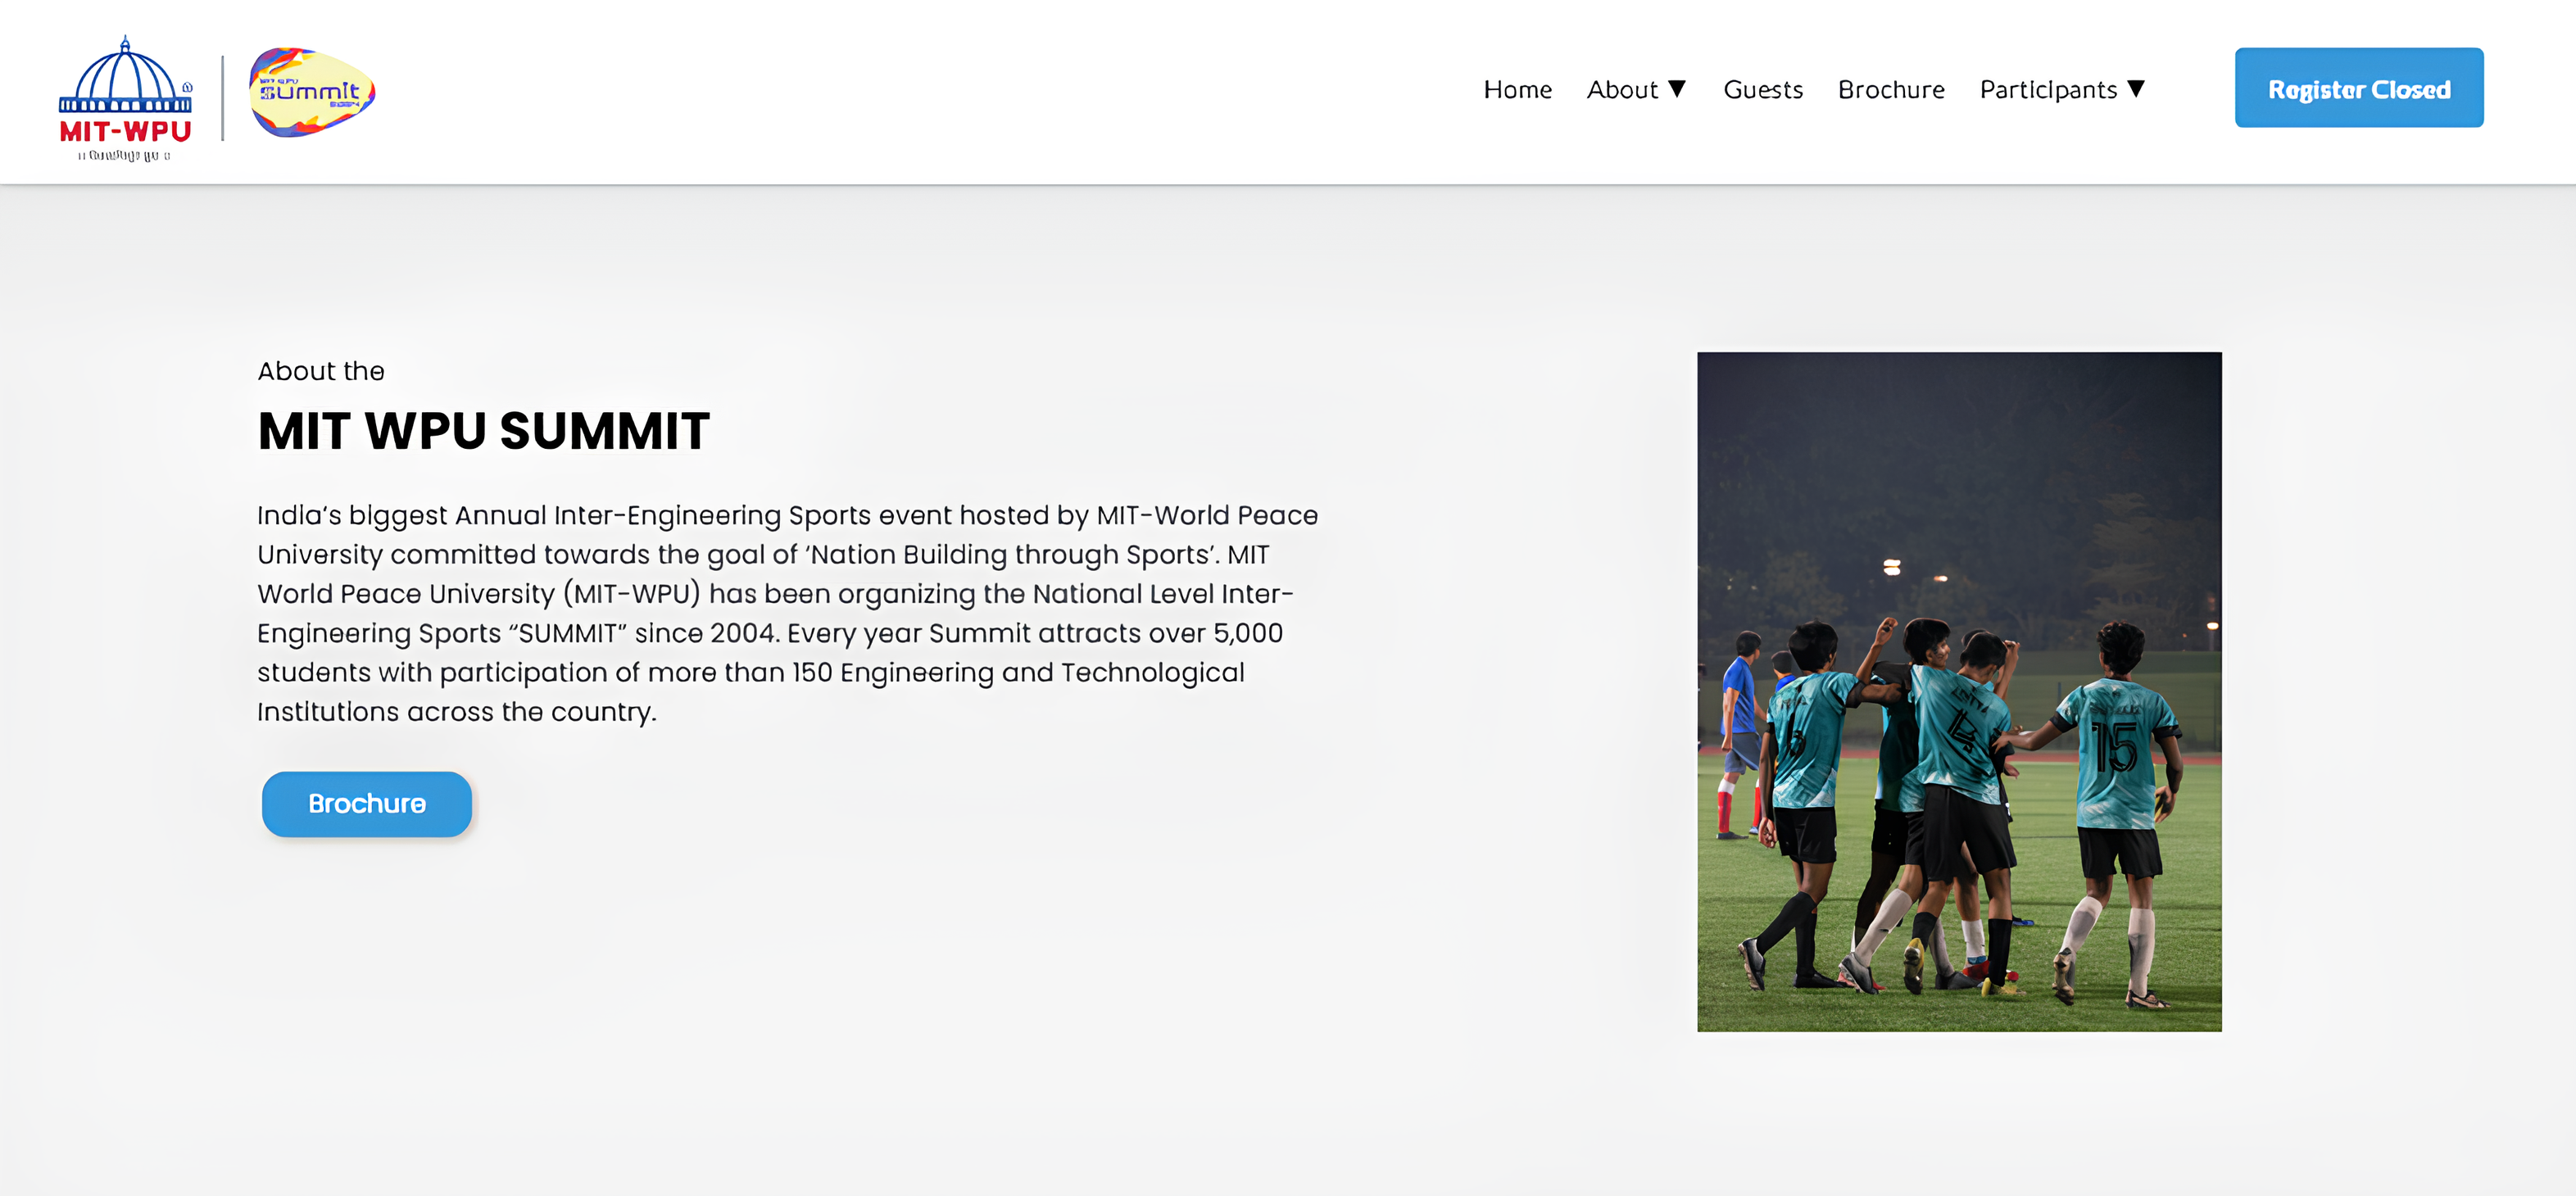 MIT-WPU
summit
Home About ▼ Guests Brochure Participants ▼
Register Closed
About the
MIT WPU SUMMIT
India's biggest Annual Inter-Engineering Sports event hosted by MIT-World Peace
University committed towards the goal of 'Nation Building through Sports'. MIT
World Peace University (MIT-WPU) has been organizing the National Level Inter-
Engineering Sports “SUMMIT” since 2004. Every year Summit attracts over 5,000
students with participation of more than 150 Engineering and Technological
Institutions across the country.
Brochure
15